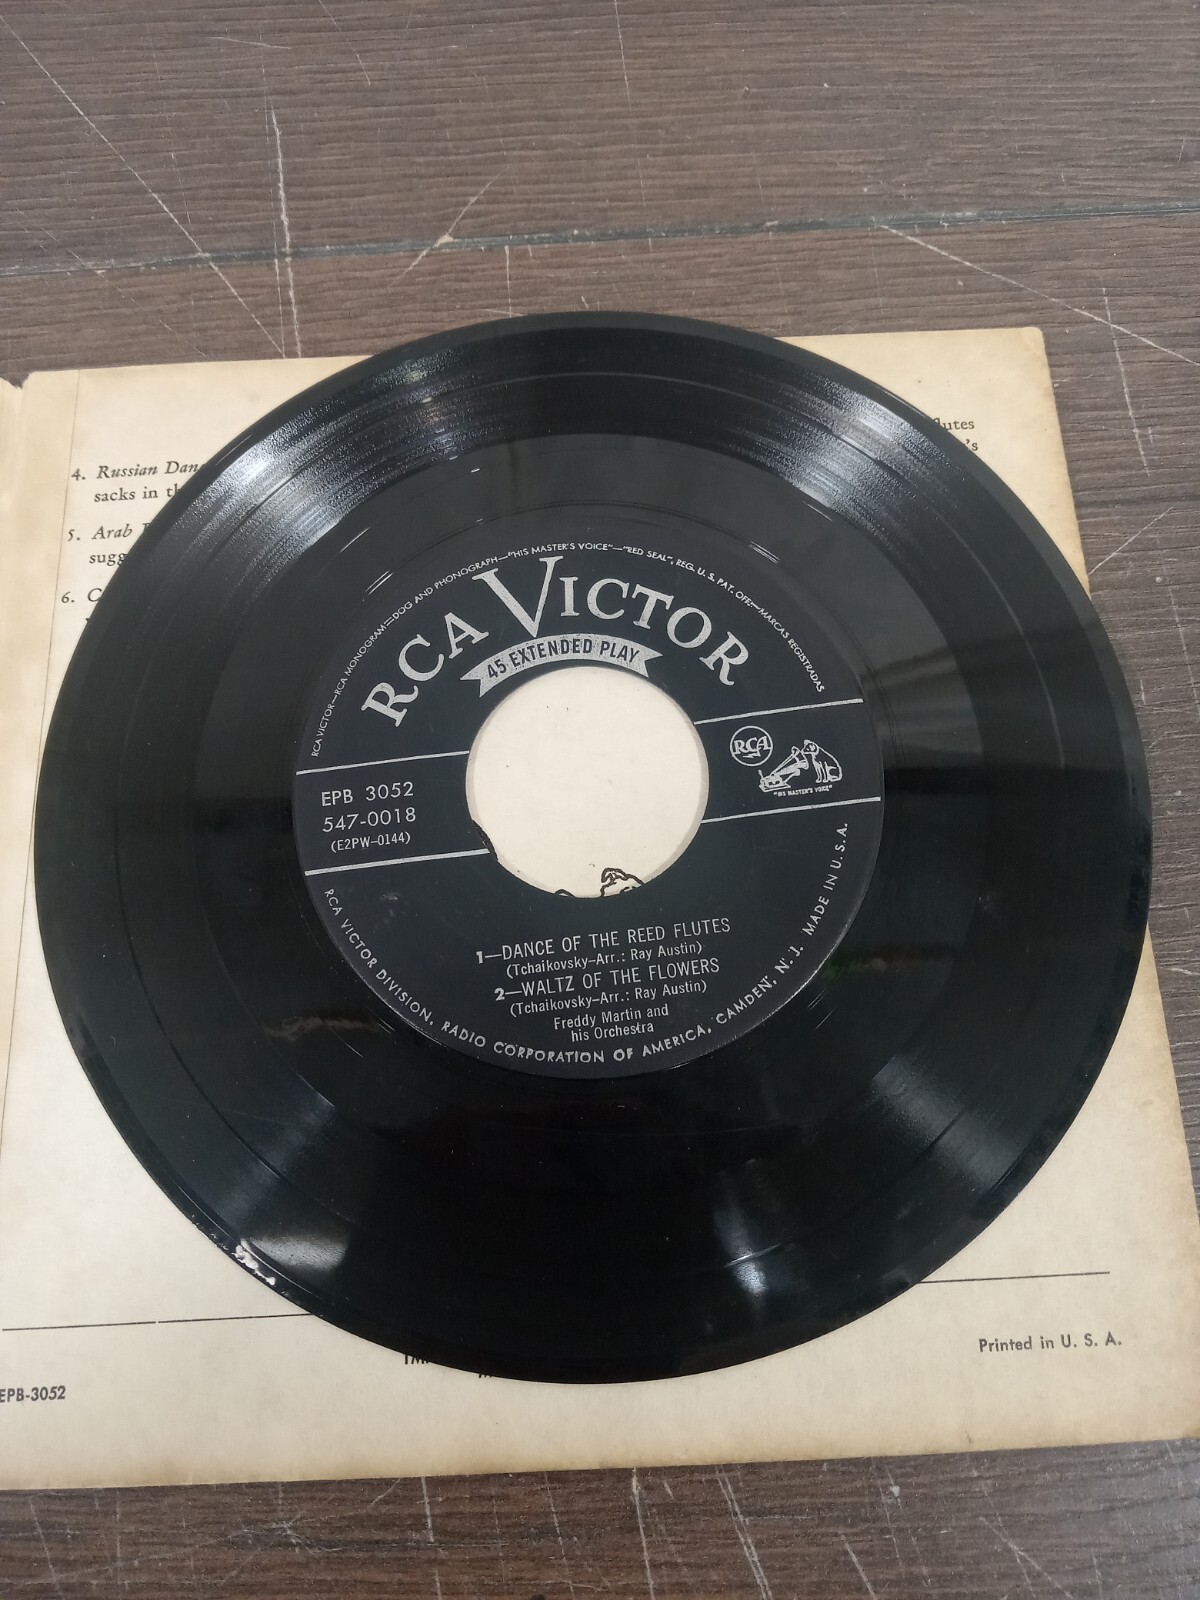 4. Russian
sacks in
5. Arab
6.
flutes
RCA VICTOR—RCA MONOGRAM—DOG AND PHONOGRAPH—"HIS MASTER'S VOICE"—"RED SEAL", REG. U. S. PAT. OFF.—MARCAS REGISTRADAS
RCA VICTOR
45 EXTENDED PLAY
RCA
"HIS MASTER'S VOICE"
EPB 3052
547-0018
(E2PW-0144)
1—DANCE OF THE REED FLUTES
(Tchaikovsky-Arr.: Ray Austin)
2—WALTZ OF THE FLOWERS
(Tchaikovsky-Arr.: Ray Austin)
Freddy Martin and
his Orchestra
RCA VICTOR DIVISION, RADIO CORPORATION OF AMERICA, CAMDEN, N. J. MADE IN U. S. A.
Printed in U. S. A.
EPB-3052